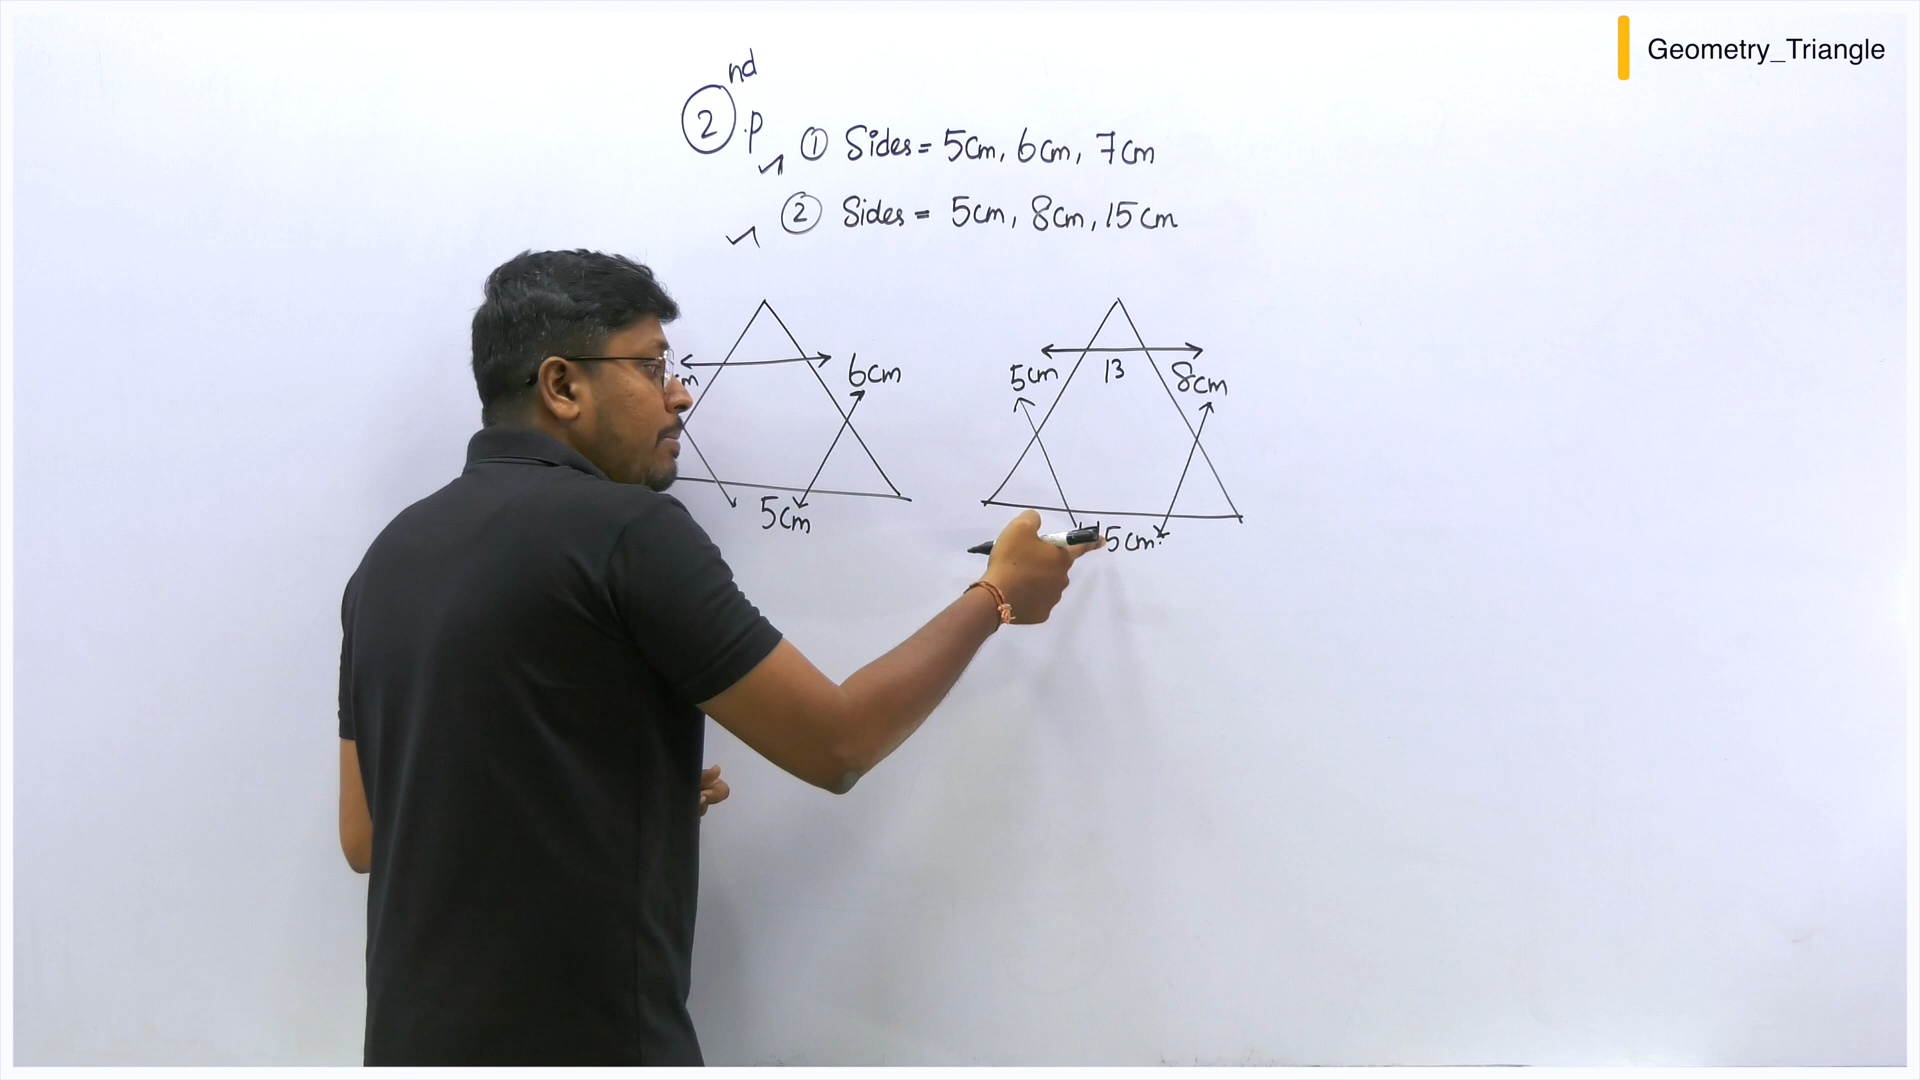 Geometry_Triangle
2nd .P
① Sides = 5cm, 6cm, 7cm
② Sides = 5cm, 8cm, 15cm
m 6cm
5cm
5cm 13 8cm
15cm